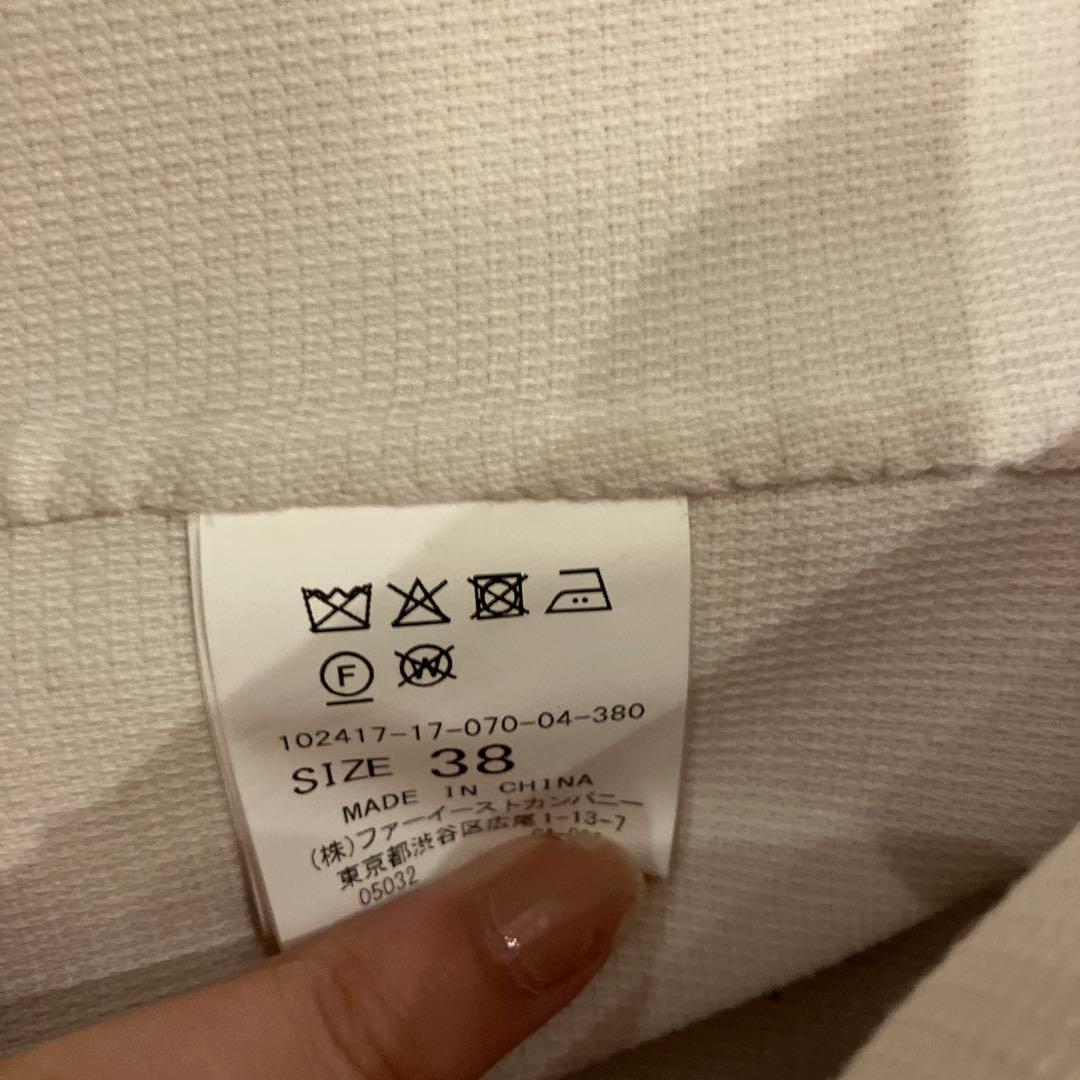 F
W
102417-17-070-04-380
SIZE 38
MADE IN CHINA
(株)ファーイーストカンパニー
東京都渋谷区広尾1-13-7
05032